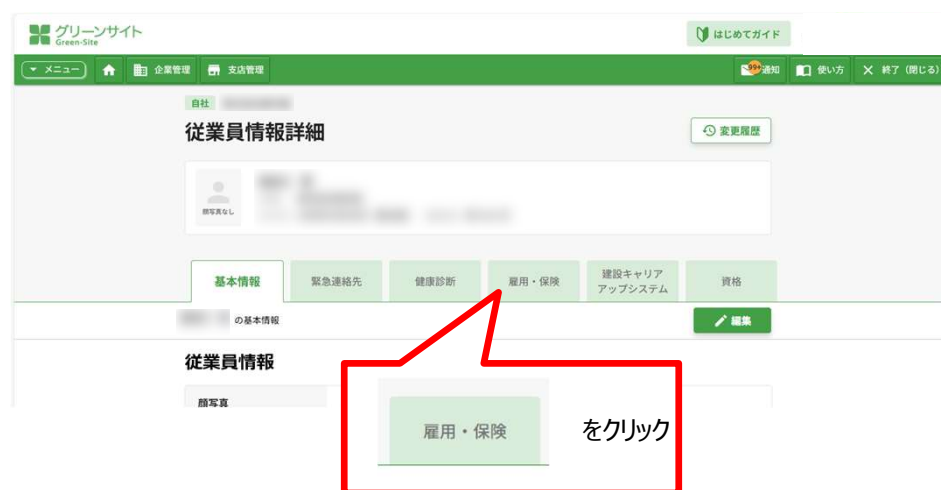 グリーンサイト
Green-Site
はじめてガイド
メニュー 企業管理 支店管理 99+ 通知 使い方 終了（閉じる）
自社
従業員情報詳細
変更履歴
顔写真なし
基本情報 緊急連絡先 健康診断 雇用・保険 建設キャリア
アップシステム 資格
の基本情報
編集
従業員情報
顔写真
雇用・保険 をクリック